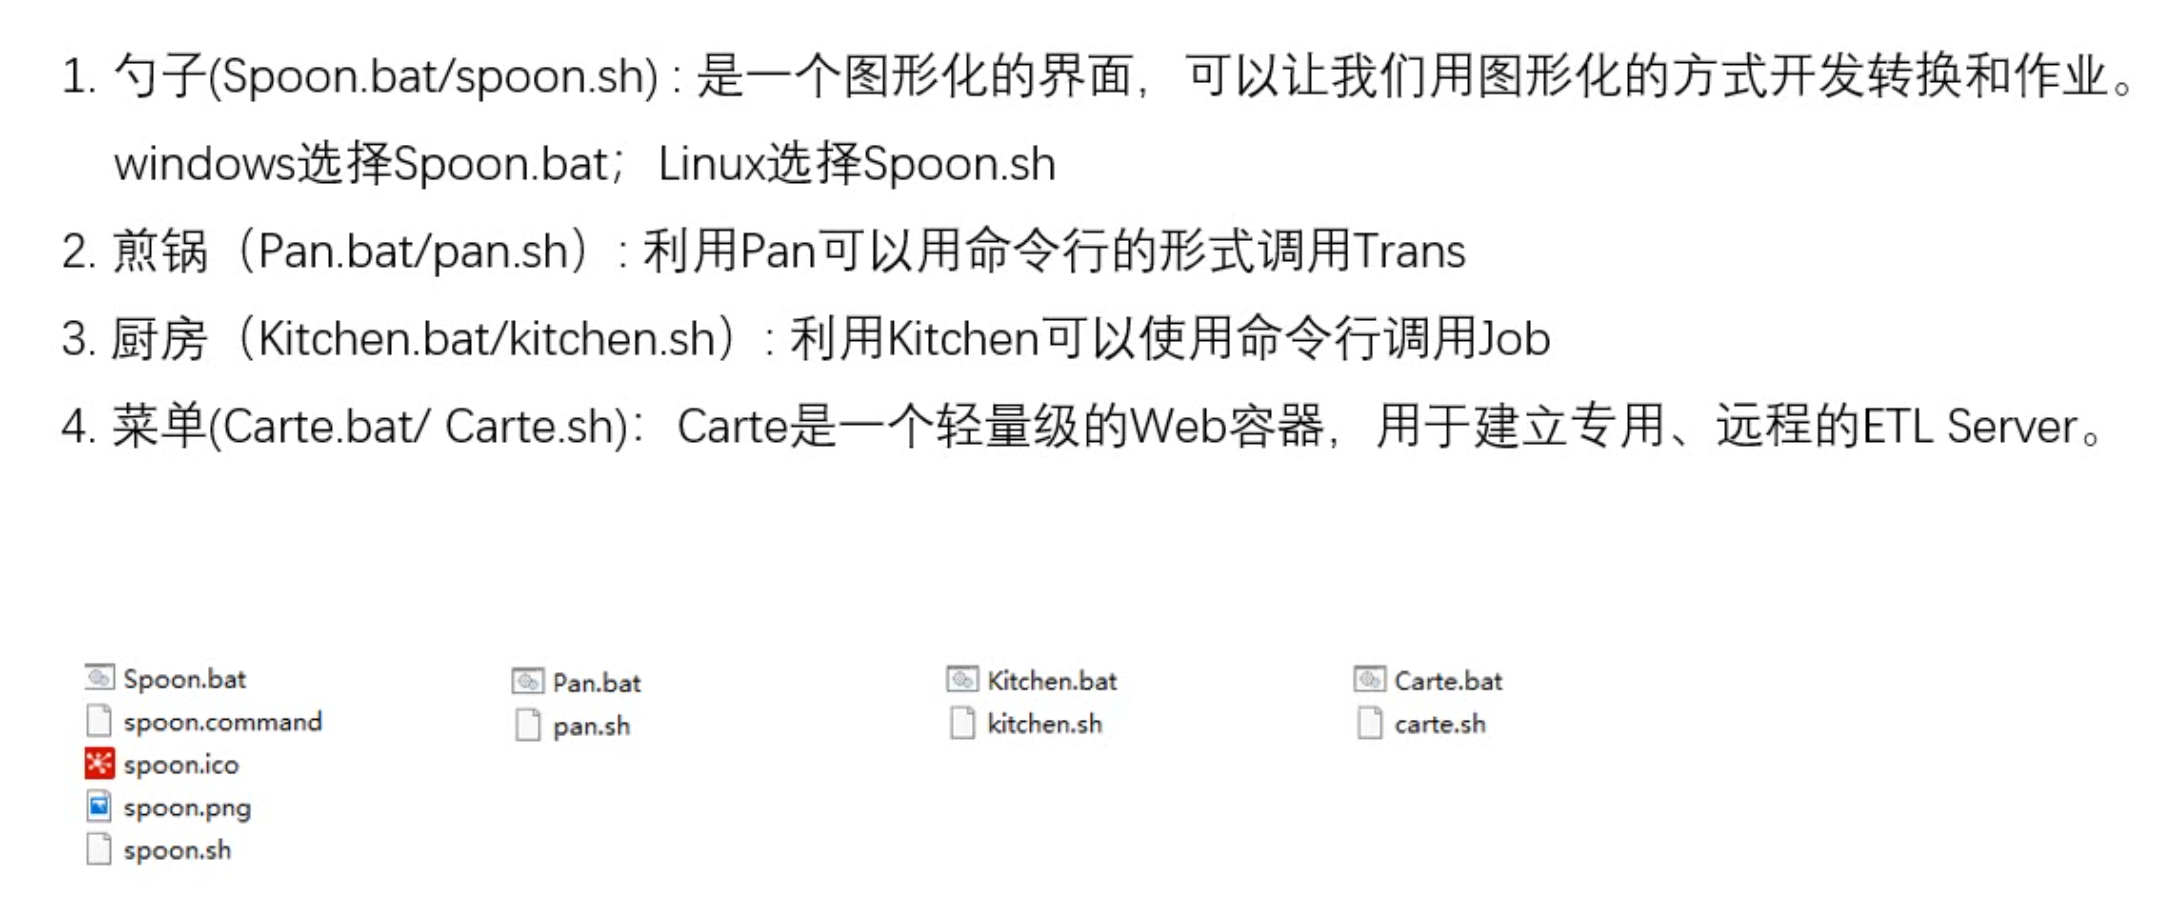 1. 勺子(Spoon.bat/spoon.sh) : 是一个图形化的界面，可以让我们用图形化的方式开发转换和作业。
windows选择Spoon.bat；Linux选择Spoon.sh
2. 煎锅（Pan.bat/pan.sh）: 利用Pan可以用命令行的形式调用Trans
3. 厨房（Kitchen.bat/kitchen.sh）: 利用Kitchen可以使用命令行调用Job
4. 菜单(Carte.bat/ Carte.sh)：Carte是一个轻量级的Web容器，用于建立专用、远程的ETL Server。
Spoon.bat
spoon.command
spoon.ico
spoon.png
spoon.sh
Pan.bat
pan.sh
Kitchen.bat
kitchen.sh
Carte.bat
carte.sh